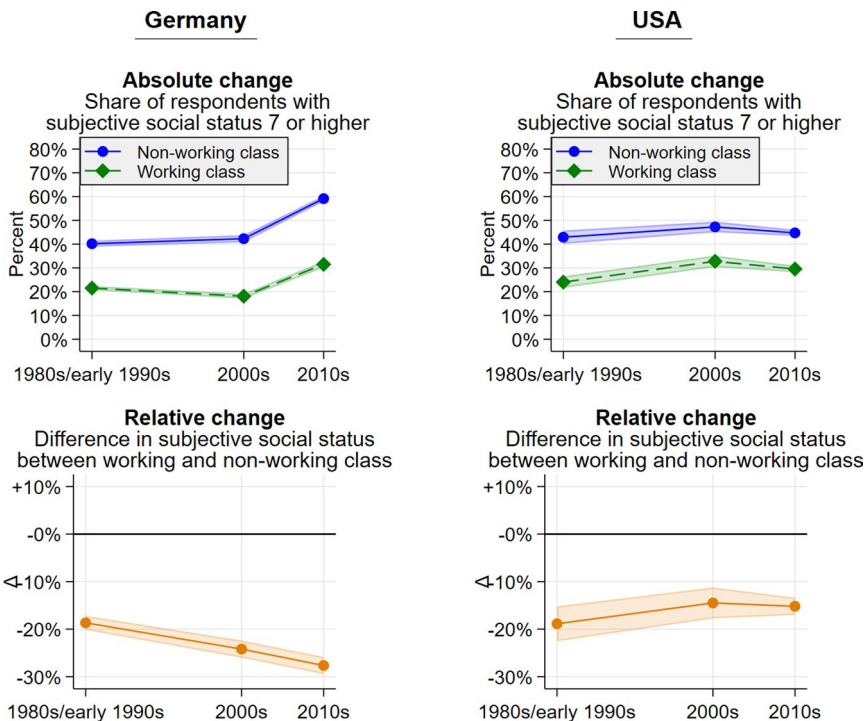 Germany
Absolute change
Share of respondents with
subjective social status 7 or higher
Non-working class
Working class
80%
70%
60%
50%
40%
30%
20%
10%
0%
Percent
1980s/early 1990s
2000s
2010s
Relative change
Difference in subjective social status
between working and non-working class
+10%
-0%
-10%
-20%
-30%
Δ
1980s/early 1990s
2000s
2010s
USA
Absolute change
Share of respondents with
subjective social status 7 or higher
Non-working class
Working class
80%
70%
60%
50%
40%
30%
20%
10%
0%
Percent
1980s/early 1990s
2000s
2010s
Relative change
Difference in subjective social status
between working and non-working class
+10%
-0%
-10%
-20%
-30%
Δ
1980s/early 1990s
2000s
2010s